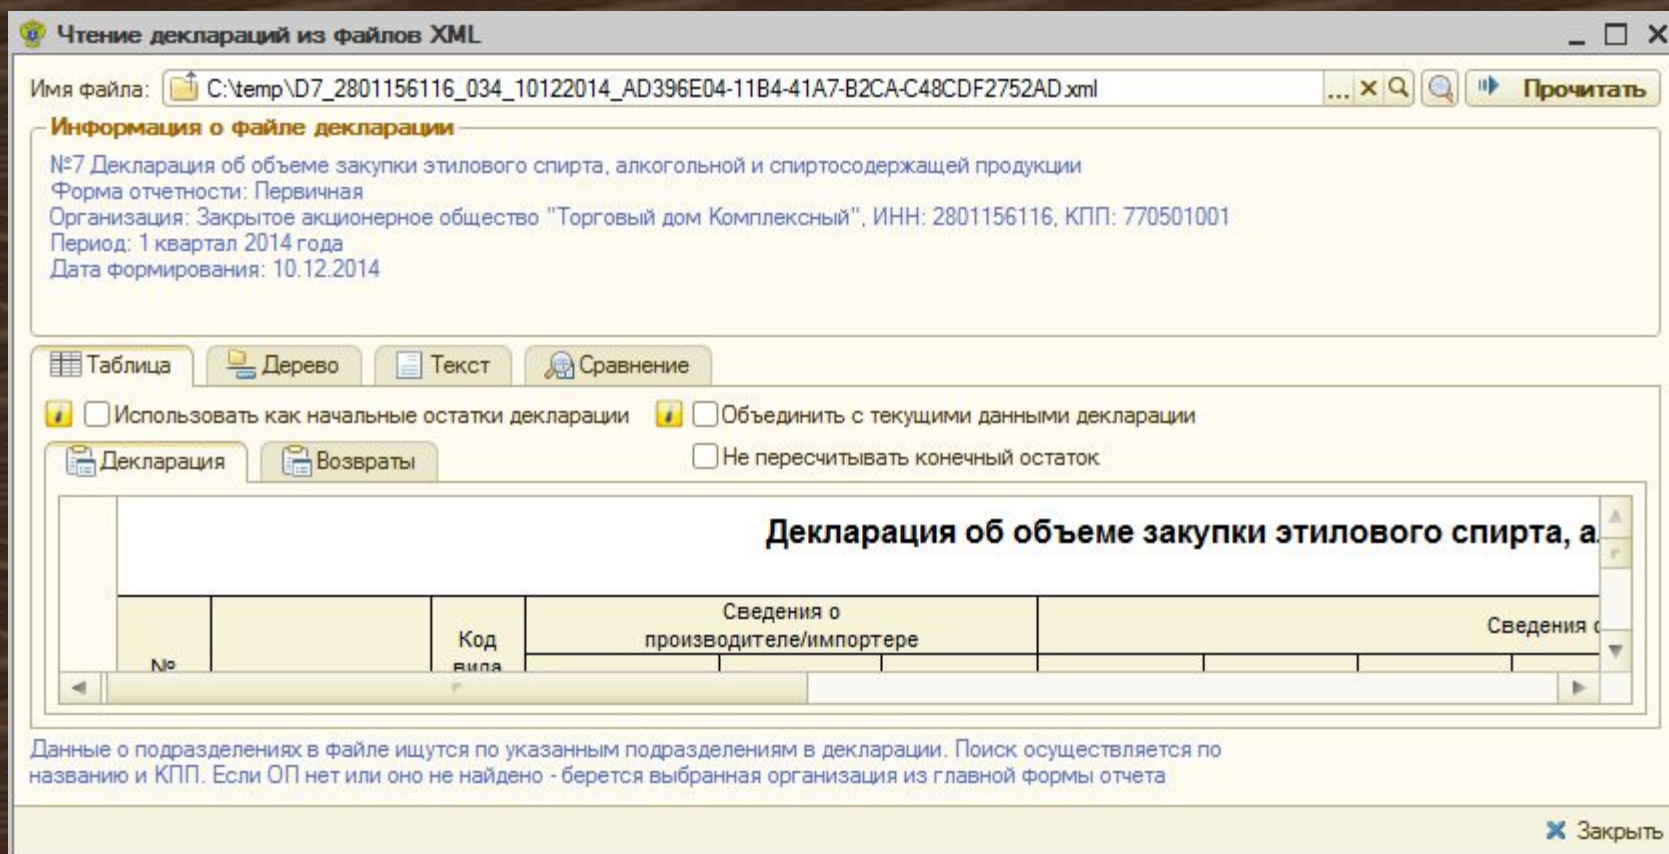 Чтение деклараций из файлов XML
Имя файла: C:\temp\D7_2801156116_034_10122014_AD396E04-11B4-41A7-B2CA-C48CDF2752AD.xml ... Прочитать
Информация о файле декларации
№7 Декларация об объеме закупки этилового спирта, алкогольной и спиртосодержащей продукции
Форма отчетности: Первичная
Организация: Закрытое акционерное общество "Торговый дом Комплексный", ИНН: 2801156116, КПП: 770501001
Период: 1 квартал 2014 года
Дата формирования: 10.12.2014
Таблица Дерево Текст Сравнение
Использовать как начальные остатки декларации Объединить с текущими данными декларации
Декларация Возвраты Не пересчитывать конечный остаток
Декларация об объеме закупки этилового спирта, а
Сведения о
производителе/импортере
Сведения о
Код
вида
№
Данные о подразделениях в файле ищутся по указанным подразделениям в декларации. Поиск осуществляется по
названию и КПП. Если ОП нет или оно не найдено - берется выбранная организация из главной формы отчета
Закрыть